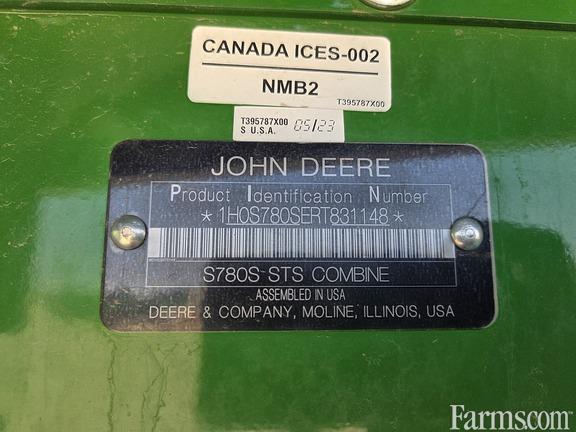 CANADA ICES-002
NMB2
T395787X00
T395787X00
S U.S.A. 05/23
JOHN DEERE
Product Identification Number
*1H0S780SERT831148*
S780S STS COMBINE
ASSEMBLED IN USA
DEERE & COMPANY, MOLINE, ILLINOIS, USA
Farms.com